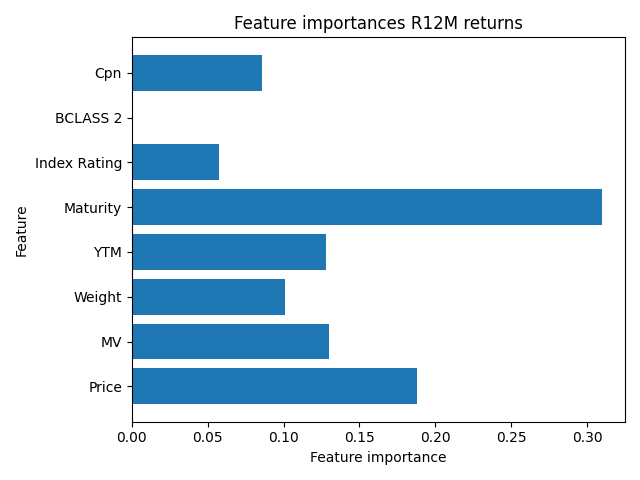 Feature importances R12M returns
Cpn
BCLASS 2
Index Rating
Maturity
YTM
Weight
MV
Price
Feature
0.00 0.05 0.10 0.15 0.20 0.25 0.30
Feature importance